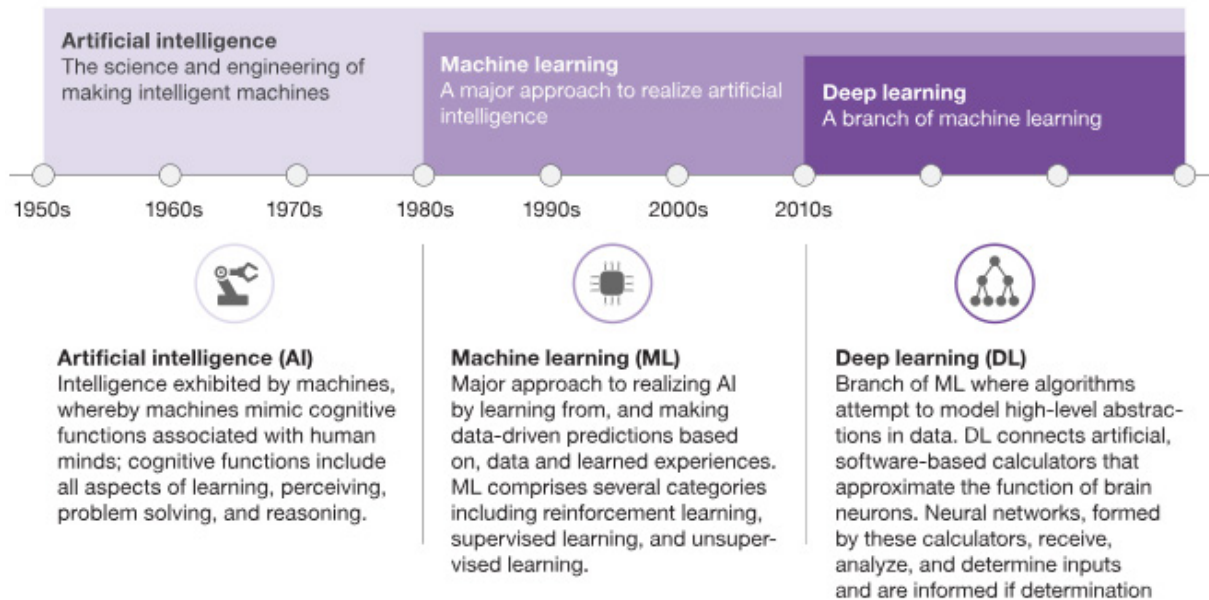 Artificial intelligence
The science and engineering of
making intelligent machines
Machine learning
A major approach to realize artificial
intelligence
Deep learning
A branch of machine learning
1950s
1960s
1970s
1980s
1990s
2000s
2010s
Artificial intelligence (AI)
Intelligence exhibited by machines,
whereby machines mimic cognitive
functions associated with human
minds; cognitive functions include
all aspects of learning, perceiving,
problem solving, and reasoning.
Machine learning (ML)
Major approach to realizing AI
by learning from, and making
data-driven predictions based
on, data and learned experiences.
ML comprises several categories
including reinforcement learning,
supervised learning, and unsuper-
vised learning.
Deep learning (DL)
Branch of ML where algorithms
attempt to model high-level abstrac-
tions in data. DL connects artificial,
software-based calculators that
approximate the function of brain
neurons. Neural networks, formed
by these calculators, receive,
analyze, and determine inputs
and are informed if determination